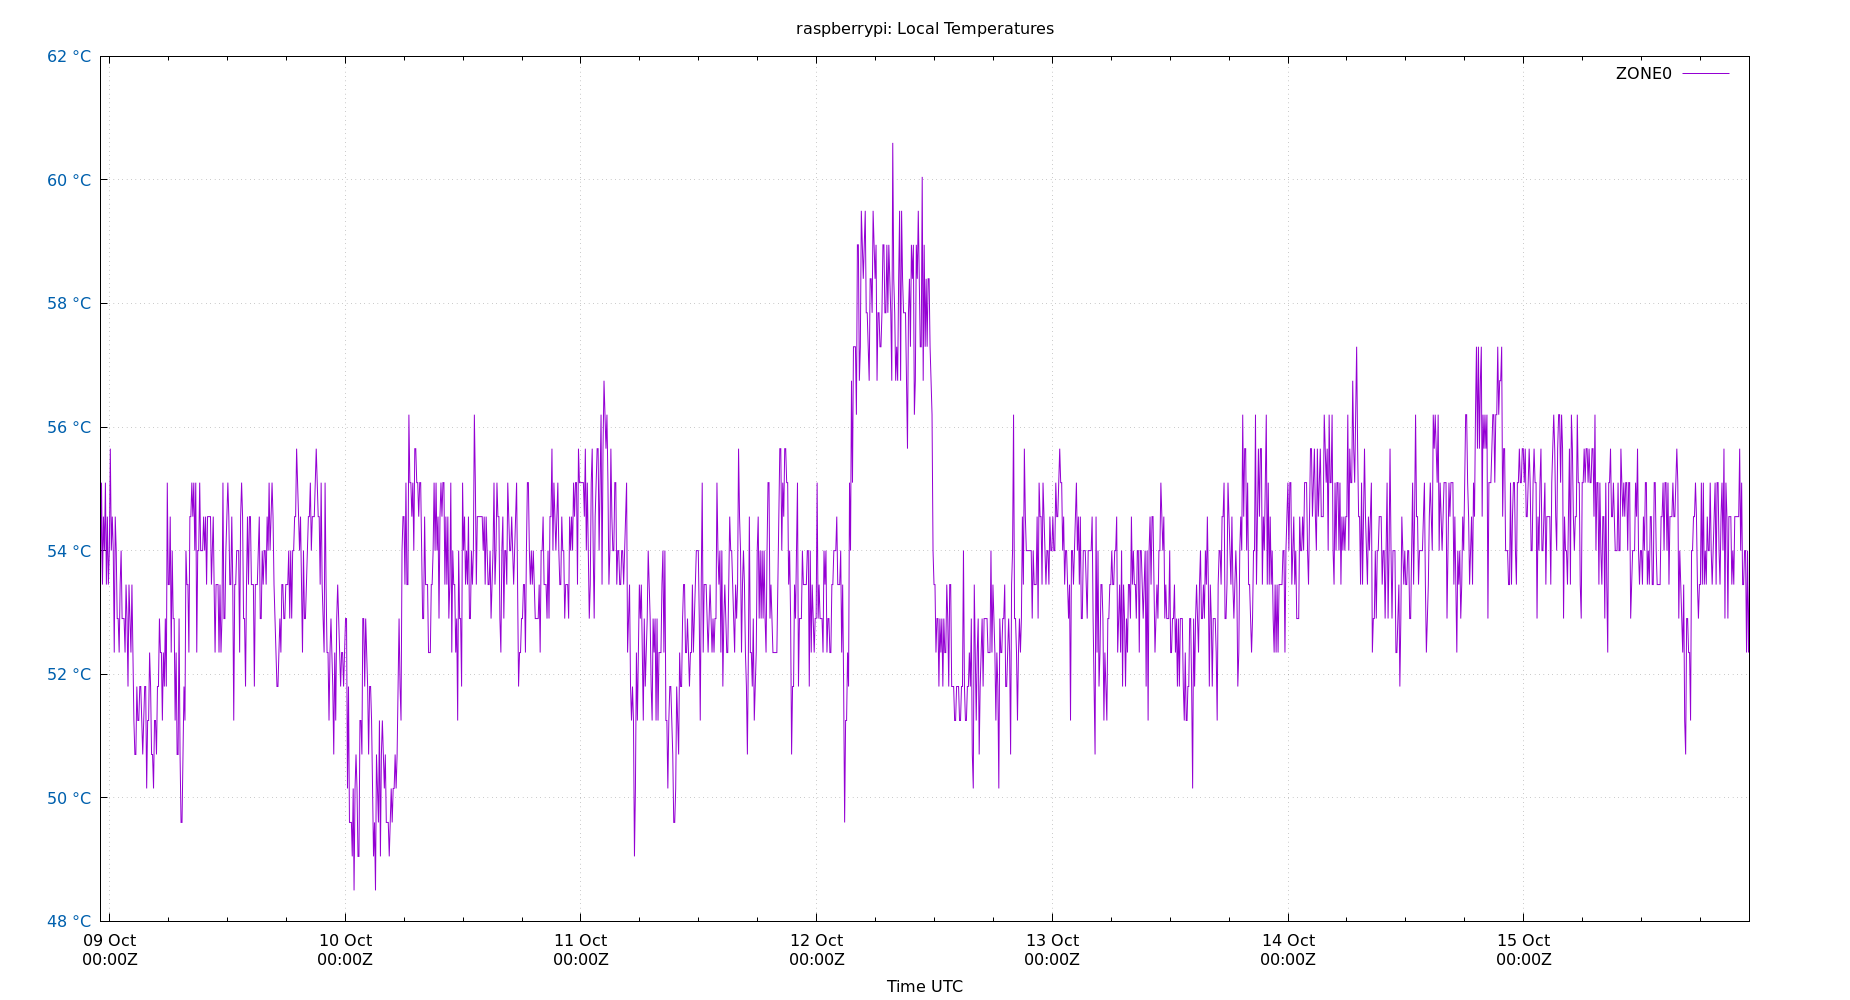 raspberrypi: Local Temperatures
ZONE0
62 °C
60 °C
58 °C
56 °C
54 °C
52 °C
50 °C
48 °C
09 Oct
00:00Z
10 Oct
00:00Z
11 Oct
00:00Z
12 Oct
00:00Z
13 Oct
00:00Z
14 Oct
00:00Z
15 Oct
00:00Z
Time UTC